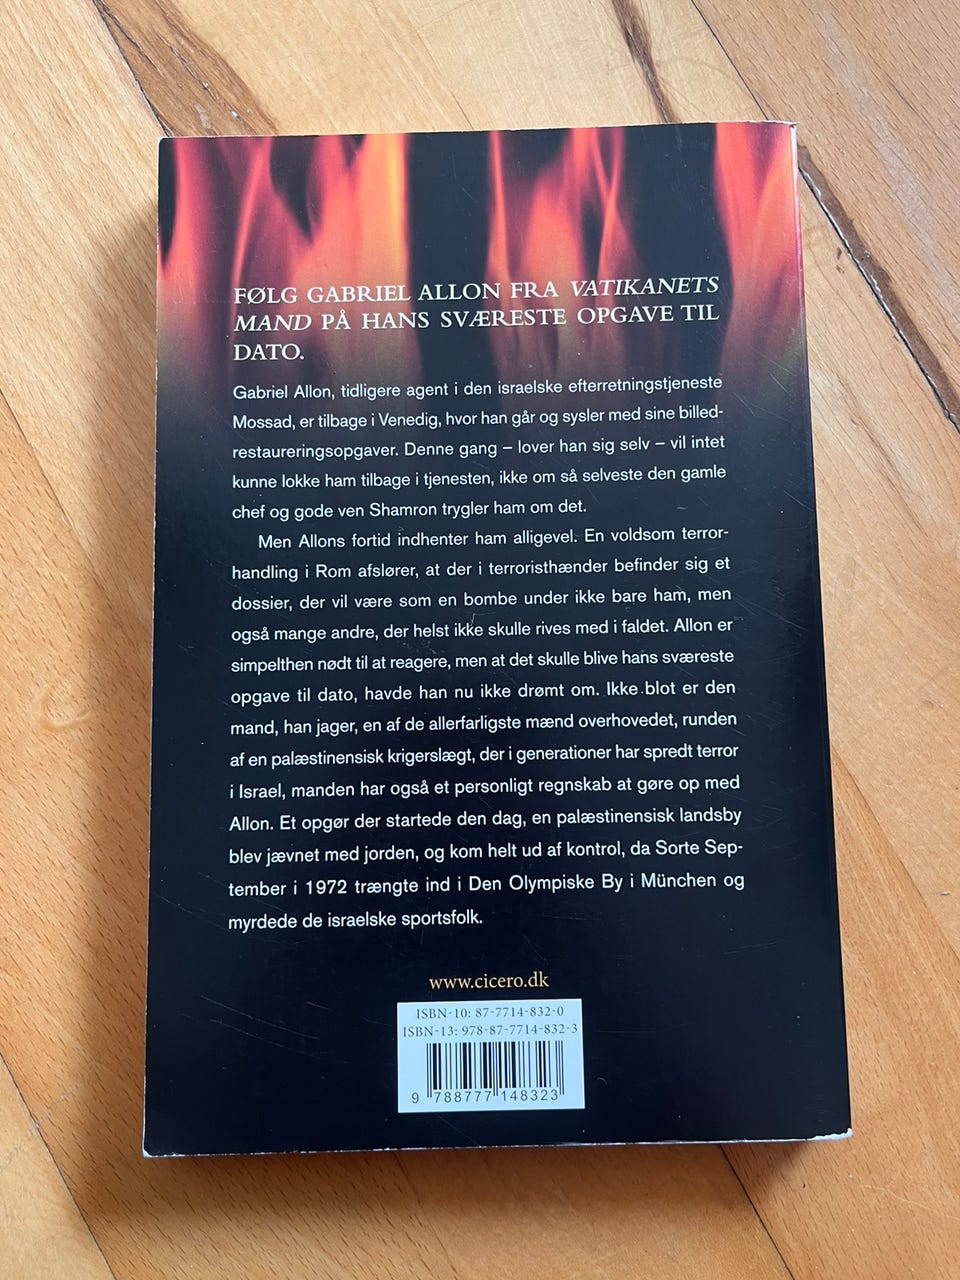 FØLG GABRIEL ALLON FRA VATIKANETS
MAND PÅ HANS SVÆRESTE OPGAVE TIL
DATO.
Gabriel Allon, tidligere agent i den israelske efterretningstjeneste
Mossad, er tilbage i Venedig, hvor han går og sysler med sine billed-
restaureringsopgaver. Denne gang – lover han sig selv – vil intet
kunne lokke ham tilbage i tjenesten, ikke om så selveste den gamle
chef og gode ven Shamron trygler ham om det.
Men Allons fortid indhenter ham alligevel. En voldsom terror-
handling i Rom afslører, at der i terroristhænder befinder sig et
dossier, der vil være som en bombe under ikke bare ham, men
også mange andre, der helst ikke skulle rives med i faldet. Allon er
simpelthen nødt til at reagere, men at det skulle blive hans sværeste
opgave til dato, havde han nu ikke drømt om. Ikke blot er den
mand, han jager, en af de allerfarligste mænd overhovedet, runden
af en palæstinensisk krigerslægt, der i generationer har spredt terror
i Israel, manden har også et personligt regnskab at gøre op med
Allon. Et opgør der startede den dag, en palæstinensisk landsby
blev jævnet med jorden, og kom helt ud af kontrol, da Sorte Sep-
tember i 1972 trængte ind i Den Olympiske By i München og
myrdede de israelske sportsfolk.
www.cicero.dk
ISBN-10: 87-7714-832-0
ISBN-13: 978-87-7714-832-3
9 788777 148323